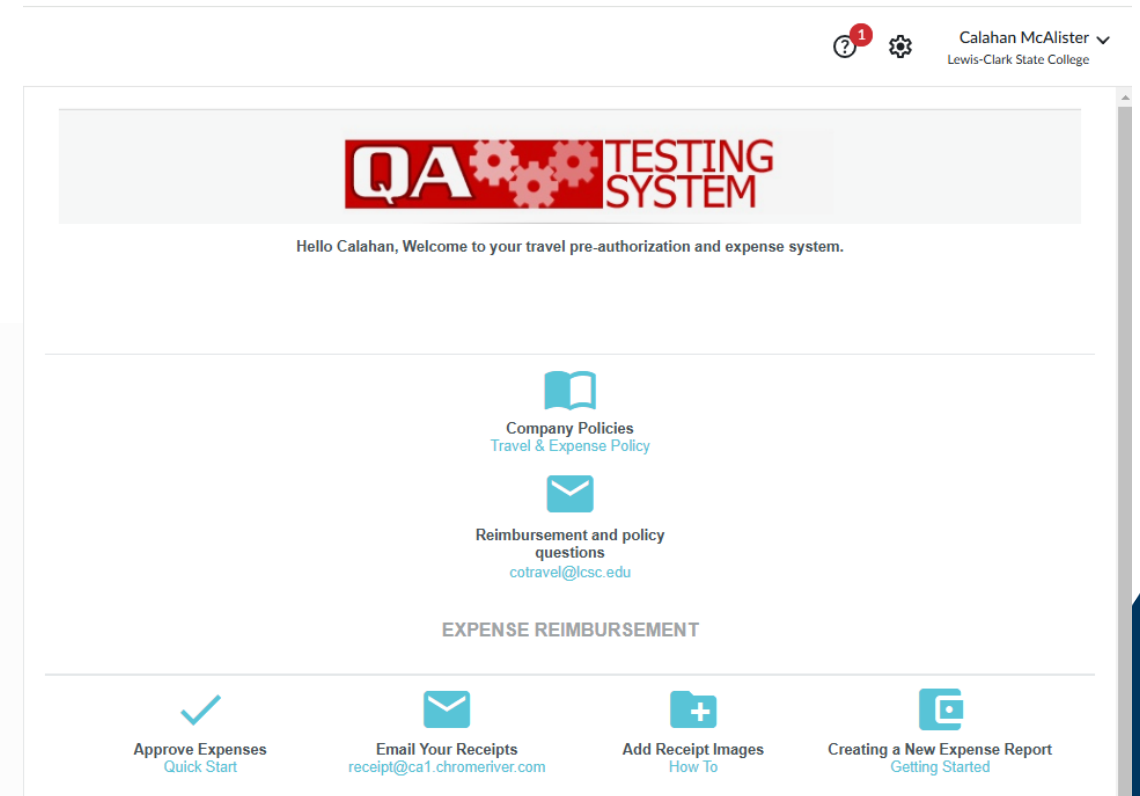 1
Calahan McAlister
Lewis-Clark State College
QA TESTING
SYSTEM
Hello Calahan, Welcome to your travel pre-authorization and expense system.
Company Policies
Travel & Expense Policy
Reimbursement and policy
questions
cotravel@lcsc.edu
EXPENSE REIMBURSEMENT
Approve Expenses
Quick Start
Email Your Receipts
receipt@ca1.chromeriver.com
Add Receipt Images
How To
Creating a New Expense Report
Getting Started